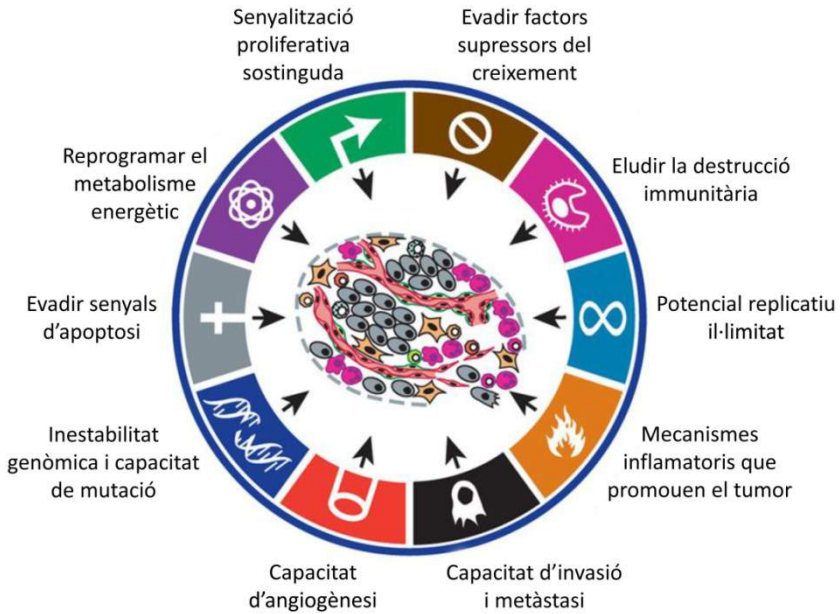 Senyalització
proliferativa
sostinguda
Evadir factors
supressors del
creixement
Reprogramar el
metabolisme
energètic
Eludir la destrucció
immunitària
Evadir senyals
d’apoptosi
Potencial replicatiu
il·limitat
Inestabilitat
genòmica i capacitat
de mutació
Mecanismes
inflamatoris que
promouen el tumor
Capacitat
d’angiogènesi
Capacitat d’invasió
i metàstasi